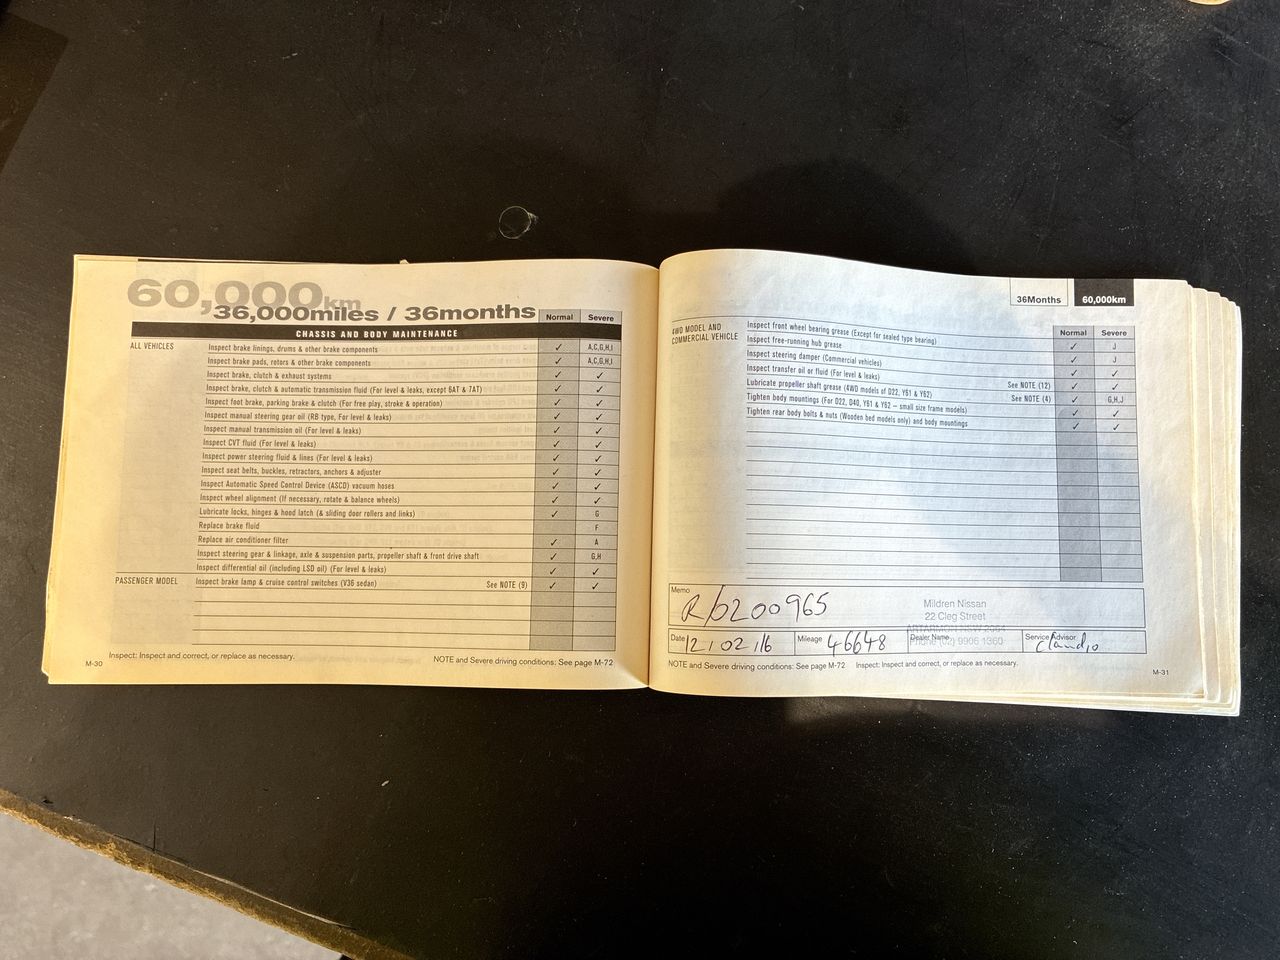 60,000km
36,000miles / 36months
Normal Severe
CHASSIS AND BODY MAINTENANCE
ALL VEHICLES Inspect brake linings, drums & other brake components ✓ A,C,G,H,I
Inspect brake pads, rotors & other brake components ✓ A,C,G,H,I
Inspect brake, clutch & exhaust systems ✓ ✓
Inspect brake, clutch & automatic transmission fluid (For level & leaks, except 6AT & 7AT) ✓ ✓
Inspect foot brake, parking brake & clutch (For free play, stroke & operation) ✓ ✓
Inspect manual steering gear oil (RB type, For level & leaks) ✓ ✓
Inspect manual transmission oil (For level & leaks) ✓ ✓
Inspect CVT fluid (For level & leaks) ✓ ✓
Inspect power steering fluid & lines (For level & leaks) ✓ ✓
Inspect seat belts, buckles, retractors, anchors & adjuster ✓ ✓
Inspect Automatic Speed Control Device (ASCD) vacuum hoses ✓ ✓
Inspect wheel alignment (If necessary, rotate & balance wheels) ✓ ✓
Lubricate locks, hinges & hood latch (& sliding door rollers and links) ✓ G
Replace brake fluid F
Replace air conditioner filter ✓ A
Inspect steering gear & linkage, axle & suspension parts, propeller shaft & front drive shaft ✓ G,H
Inspect differential oil (including LSD oil) (For level & leaks) ✓ ✓
PASSENGER MODEL Inspect brake lamp & cruise control switches (V36 sedan) See NOTE (9) ✓ ✓
Inspect: Inspect and correct, or replace as necessary.
NOTE and Severe driving conditions: See page M-72
M-30
36Months 60,000km
Normal Severe
4WD MODEL AND
COMMERCIAL VEHICLE
Inspect front wheel bearing grease (Except for sealed type bearing) ✓ J
Inspect free-running hub grease ✓ J
Inspect steering damper (Commercial vehicles) ✓ ✓
Inspect transfer oil or fluid (For level & leaks) ✓ ✓
Lubricate propeller shaft grease (4WD models of D22, Y61 & Y62) See NOTE (12) ✓ G,H,J
Tighten body mountings (For D22, D40, Y61 & Y62 – small size frame models) See NOTE (4) ✓ ✓
Tighten rear body bolts & nuts (Wooden bed models only) and body mountings ✓ ✓
Memo
R/0200965
Mildren Nissan
22 Cleg Street
ARTARMON NSW 2064
Phone (02) 9906 1360
Date 12/02/16 Mileage 46648 Dealer Name Service Advisor Claudio
NOTE and Severe driving conditions: See page M-72 Inspect: Inspect and correct, or replace as necessary.
M-31